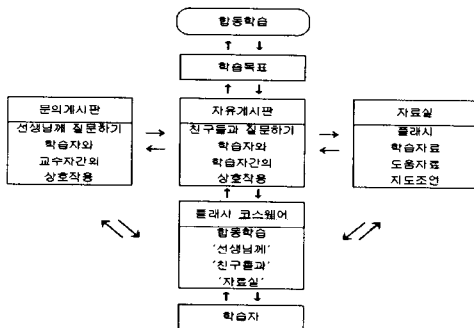 합동학습
학습목표
문의게시판
선생님께 질문하기
학습자와
교수자간의
상호작용
자유게시판
친구들과 질문하기
학습자와
학습자간의
상호작용
자료실
플래시
학습자료
도움자료
지도조언
플래시 코스웨어
합동학습
'선생님께'
'친구들과'
'자료실'
학습자